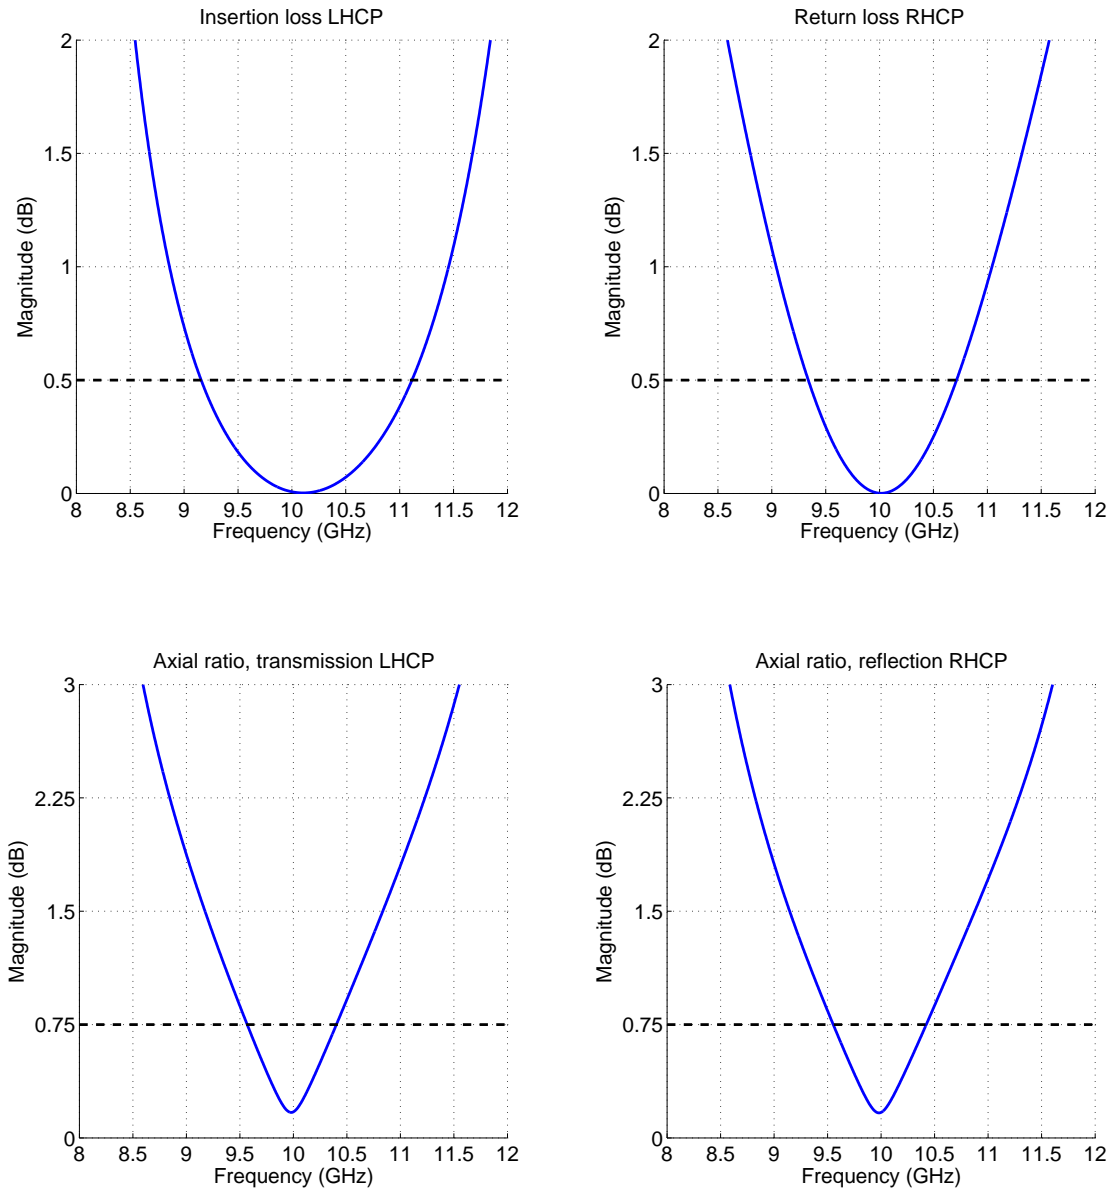 Insertion loss LHCP
2
1.5
1
0.5
0
Magnitude (dB)
8 8.5 9 9.5 10 10.5 11 11.5 12
Frequency (GHz)
Return loss RHCP
2
1.5
1
0.5
0
Magnitude (dB)
8 8.5 9 9.5 10 10.5 11 11.5 12
Frequency (GHz)
Axial ratio, transmission LHCP
3
2.25
1.5
0.75
0
Magnitude (dB)
8 8.5 9 9.5 10 10.5 11 11.5 12
Frequency (GHz)
Axial ratio, reflection RHCP
3
2.25
1.5
0.75
0
Magnitude (dB)
8 8.5 9 9.5 10 10.5 11 11.5 12
Frequency (GHz)